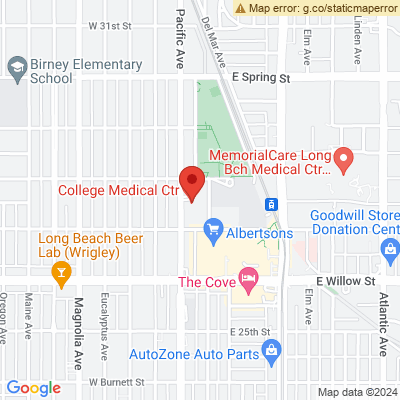 Map error: g.co/staticmaperror
W 31st St
Pacific Ave
Del Mar Ave
Elm Ave
Linden Ave
Birney Elementary
School
E Spring St
MemorialCare Long
Bch Medical Ctr...
College Medical Ctr
Goodwill Store
Donation Cent
Albertsons
Long Beach Beer
Lab (Wrigley)
The Cove
E Willow St
Oregon Ave
Maine Ave
Magnolia Ave
Eucalyptus Ave
Elm Ave
Atlantic Ave
E 25th St
AutoZone Auto Parts
W Burnett St
Google
Map data ©2024